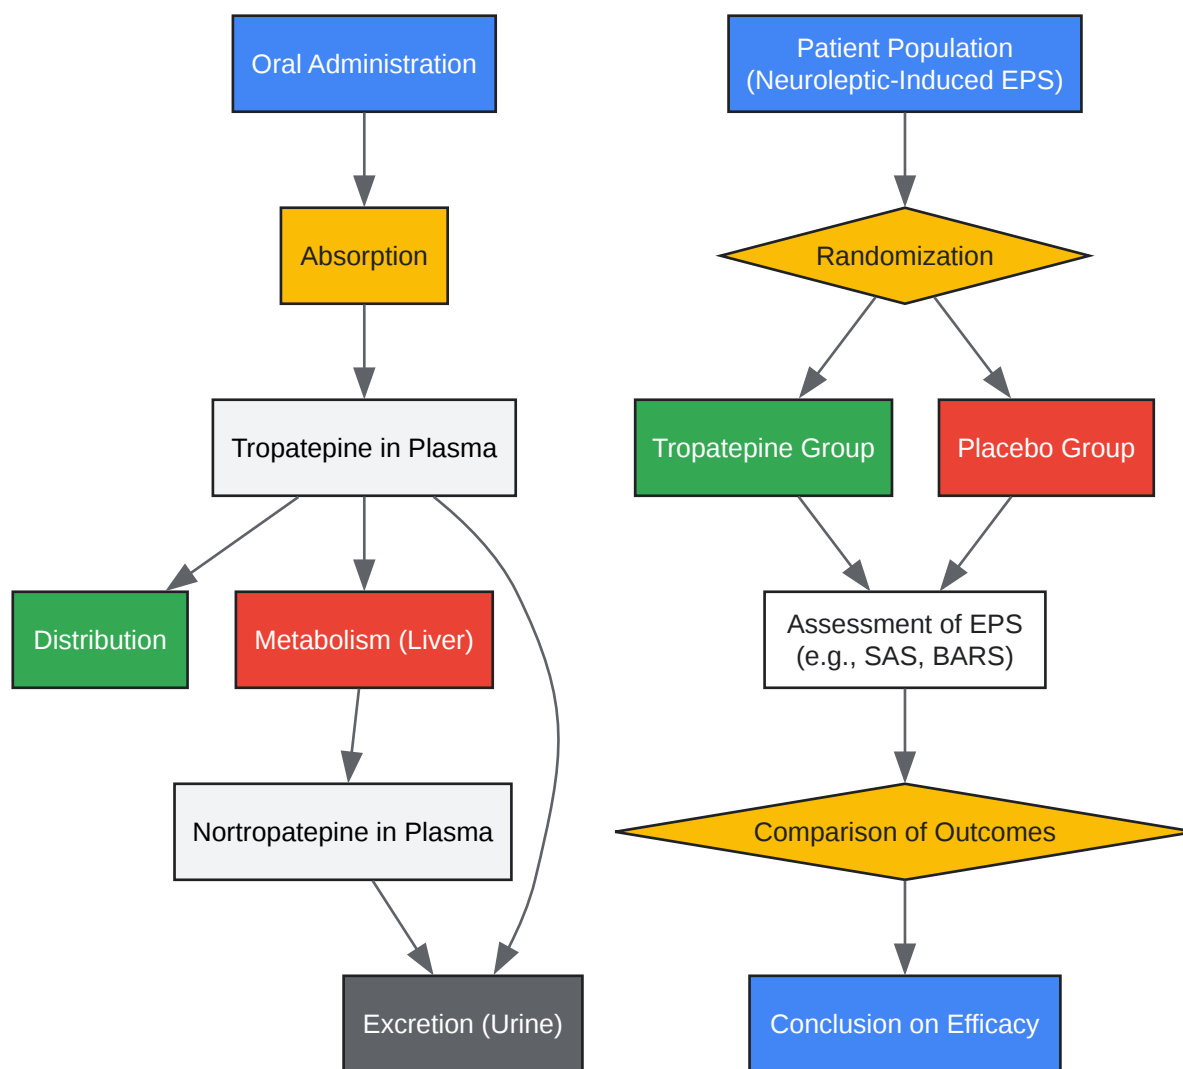 Oral Administration
Absorption
Tropatepine in Plasma
Distribution
Metabolism (Liver)
Nortropatepine in Plasma
Excretion (Urine)
Patient Population
(Neuroleptic-Induced EPS)
Randomization
Tropatepine Group
Placebo Group
Assessment of EPS
(e.g., SAS, BARS)
Comparison of Outcomes
Conclusion on Efficacy